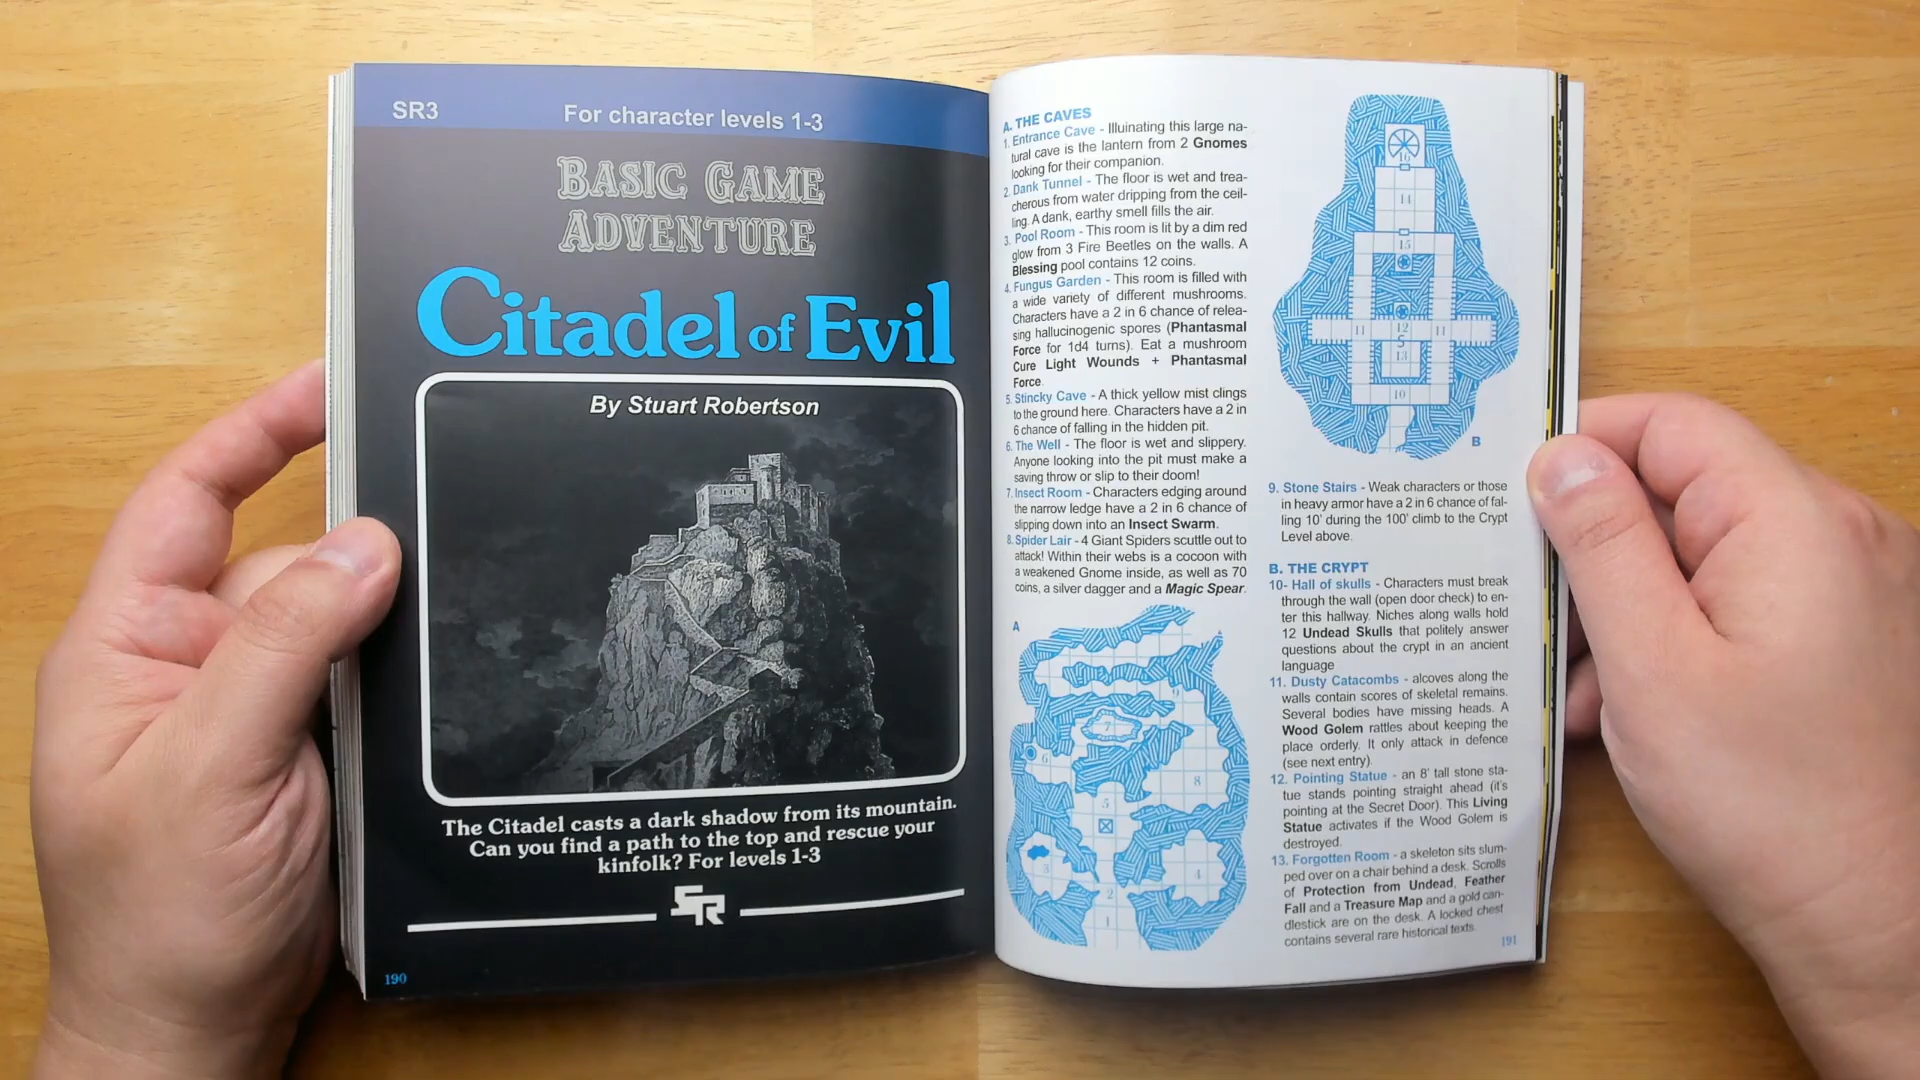 SR3
For character levels 1-3
BASIC GAME
ADVENTURE
Citadel of Evil
By Stuart Robertson
The Citadel casts a dark shadow from its mountain.
Can you find a path to the top and rescue your
kinfolk? For levels 1-3
SR
190
A. THE CAVES
1. Entrance Cave - Illuinating this large na-
tural cave is the lantern from 2 Gnomes
looking for their companion.
2. Dank Tunnel - The floor is wet and trea-
cherous from water dripping from the ceil-
ling. A dank, earthy smell fills the air.
3. Pool Room - This room is lit by a dim red
glow from 3 Fire Beetles on the walls. A
Blessing pool contains 12 coins.
4. Fungus Garden - This room is filled with
a wide variety of different mushrooms.
Characters have a 2 in 6 chance of relea-
sing hallucinogenic spores (Phantasmal
Force for 1d4 turns). Eat a mushroom
Cure Light Wounds + Phantasmal
Force.
5. Stincky Cave - A thick yellow mist clings
to the ground here. Characters have a 2 in
6 chance of falling in the hidden pit.
6. The Well - The floor is wet and slippery.
Anyone looking into the pit must make a
saving throw or slip to their doom!
7. Insect Room - Characters edging around
the narrow ledge have a 2 in 6 chance of
slipping down into an Insect Swarm.
8. Spider Lair - 4 Giant Spiders scuttle out to
attack! Within their webs is a cocoon with
a weakened Gnome inside, as well as 70
coins, a silver dagger and a Magic Spear.
A
9
7
6
8
5
3
4
2
1
16
14
15
11 12 11
S
13
10
B
9. Stone Stairs - Weak characters or those
in heavy armor have a 2 in 6 chance of fal-
ling 10' during the 100' climb to the Crypt
Level above.
B. THE CRYPT
10- Hall of skulls - Characters must break
through the wall (open door check) to en-
ter this hallway. Niches along walls hold
12 Undead Skulls that politely answer
questions about the crypt in an ancient
language
11. Dusty Catacombs - alcoves along the
walls contain scores of skeletal remains.
Several bodies have missing heads. A
Wood Golem rattles about keeping the
place orderly. It only attack in defence
(see next entry).
12. Pointing Statue - an 8' tall stone sta-
tue stands pointing straight ahead (it's
pointing at the Secret Door). This Living
Statue activates if the Wood Golem is
destroyed.
13. Forgotten Room - a skeleton sits slum-
ped over on a chair behind a desk. Scrolls
of Protection from Undead, Feather
Fall and a Treasure Map and a gold can-
dlestick are on the desk. A locked chest
contains several rare historical texts.
191